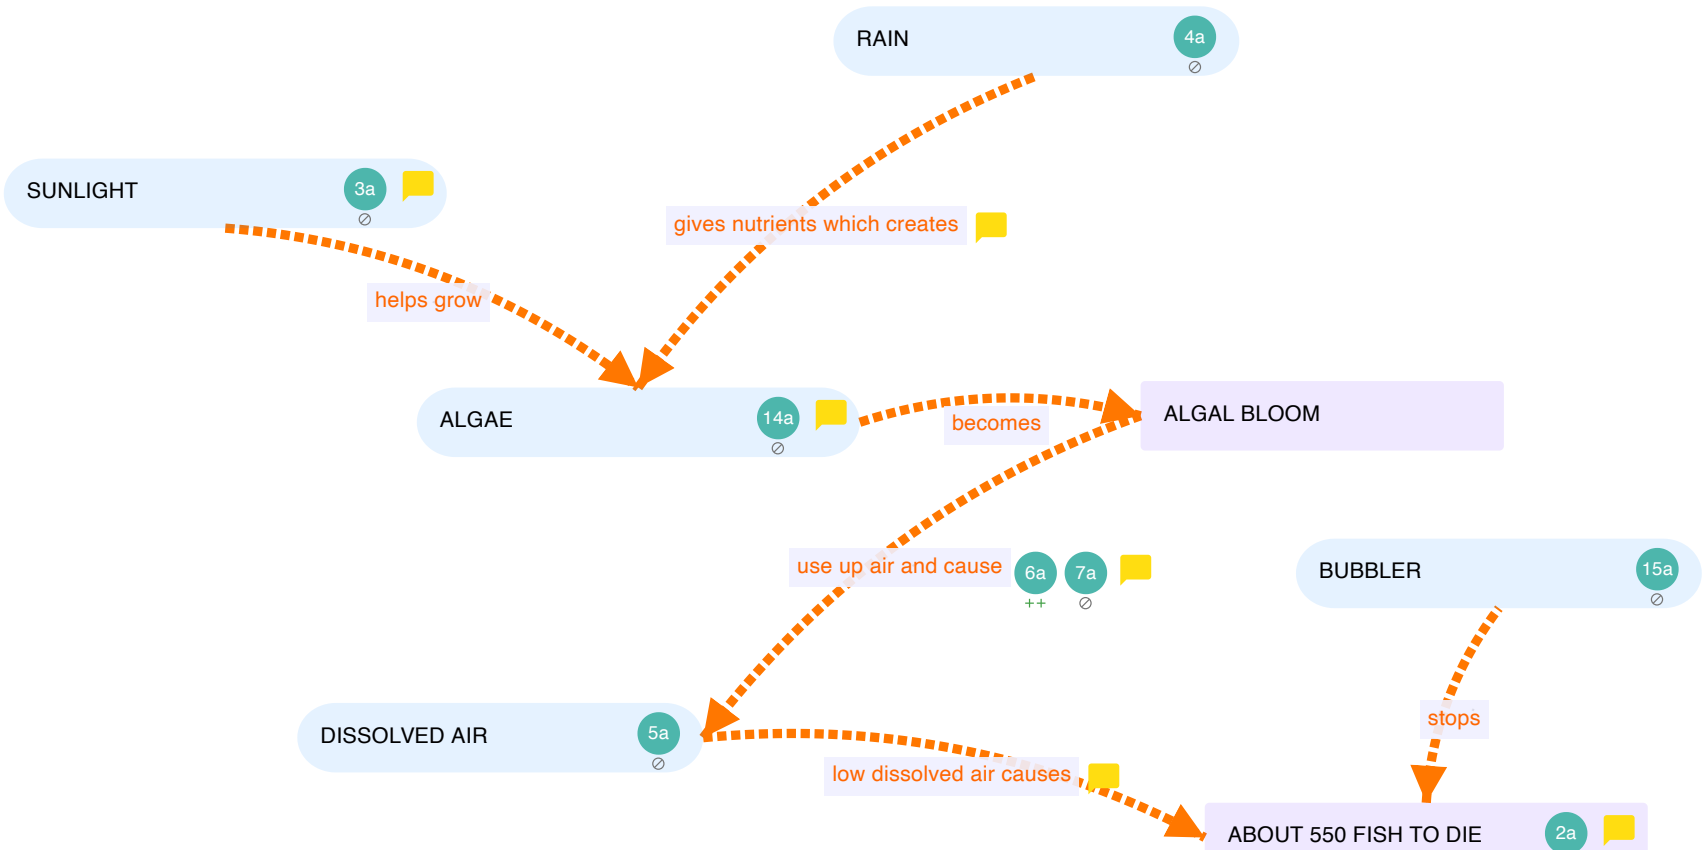 RAIN
4a
SUNLIGHT
3a
gives nutrients which creates
helps grow
ALGAE
14a
becomes
ALGAL BLOOM
use up air and cause
6a
++
7a
BUBBLER
15a
stops
DISSOLVED AIR
5a
low dissolved air causes
ABOUT 550 FISH TO DIE
2a